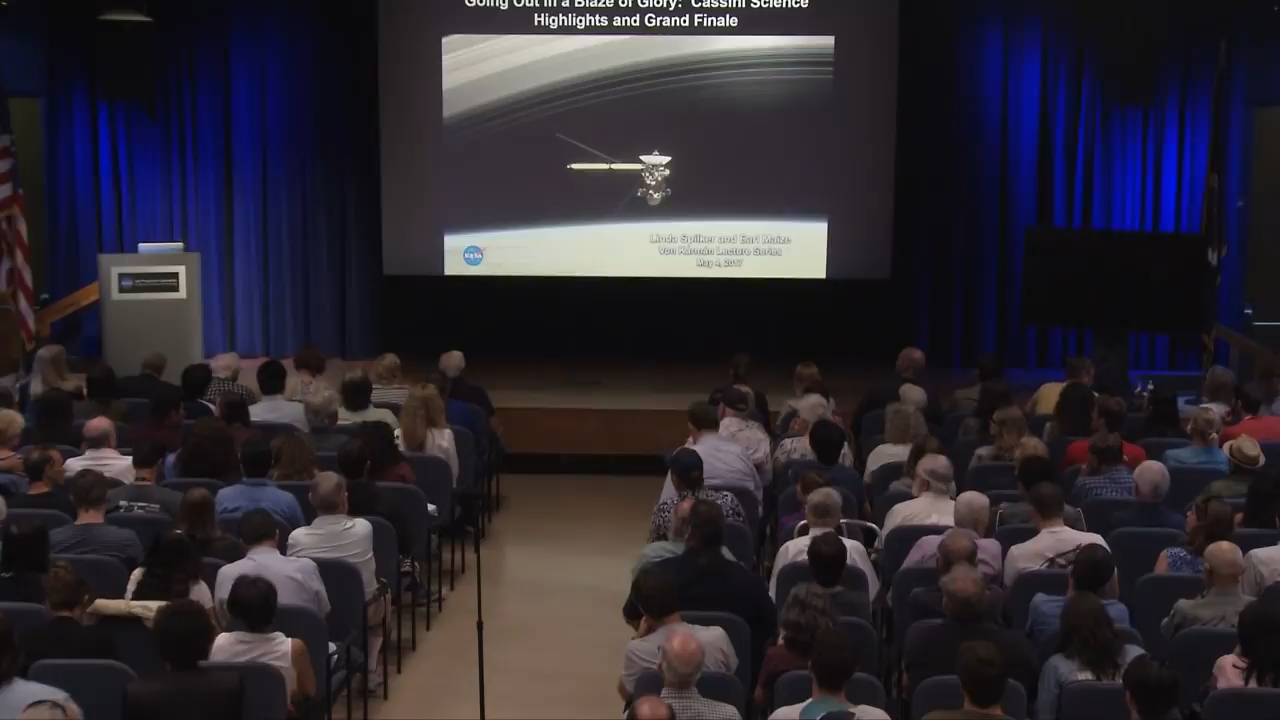 Going Out in a Blaze of Glory: Cassini Science
Highlights and Grand Finale
Linda Spilker and Earl Maize
Von Kármán Lecture Series
May 4, 2017
NASA